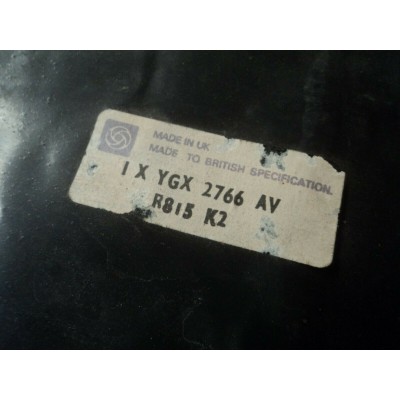 MADE IN UK
MADE TO BRITISH SPECIFICATION.
1 X YGX 2766 AV
R815 K2